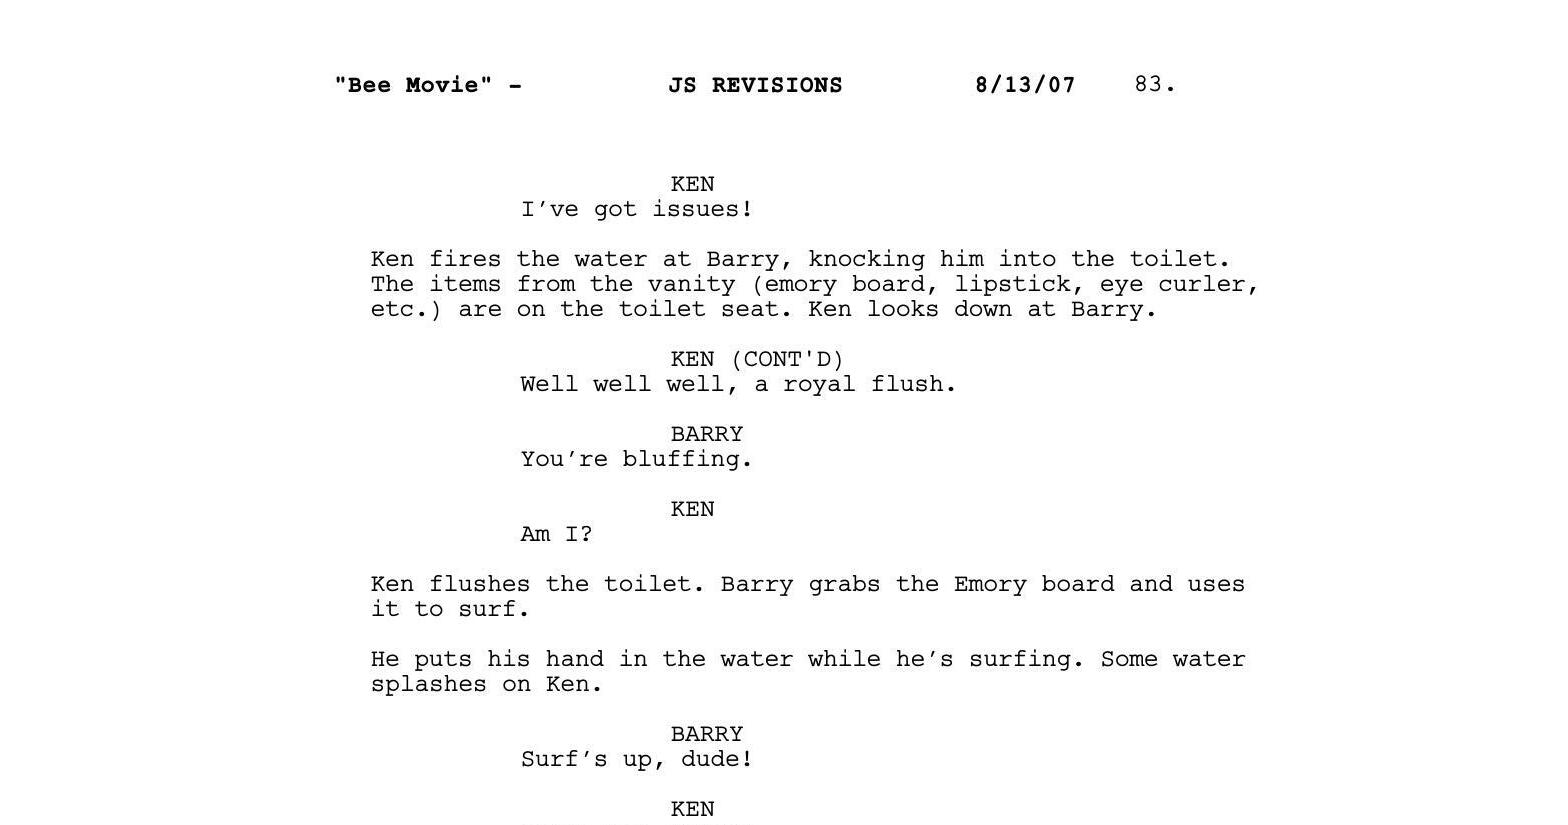 "Bee Movie" - JS REVISIONS 8/13/07 83.
KEN
I've got issues!
Ken fires the water at Barry, knocking him into the toilet.
The items from the vanity (emory board, lipstick, eye curler,
etc.) are on the toilet seat. Ken looks down at Barry.
KEN (CONT'D)
Well well well, a royal flush.
BARRY
You're bluffing.
KEN
Am I?
Ken flushes the toilet. Barry grabs the Emory board and uses
it to surf.
He puts his hand in the water while he's surfing. Some water
splashes on Ken.
BARRY
Surf's up, dude!
KEN